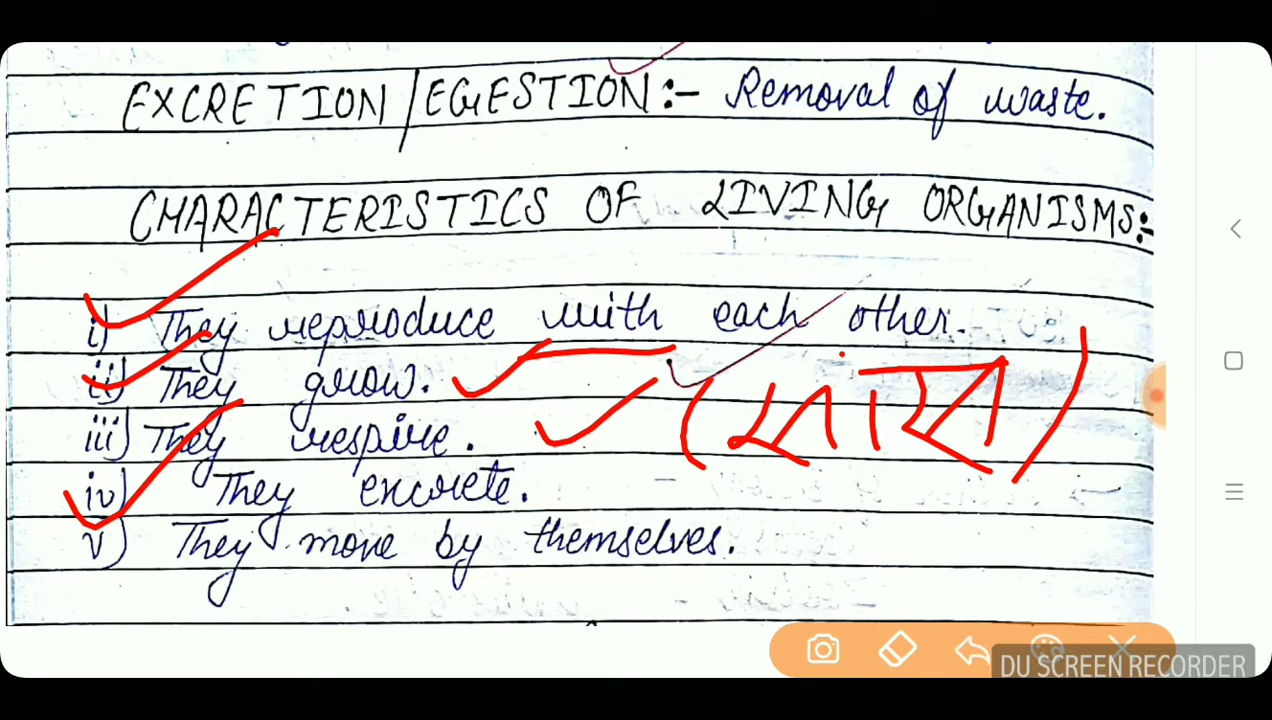 EXCRETION/EGESTION:- Removal of waste.
CHARACTERISTICS OF LIVING ORGANISMS:-
i) They reproduce with each other.
ii) They grow.
iii) They respire.
iv) They excrete.
v) They move by themselves.
DU SCREEN RECORDER